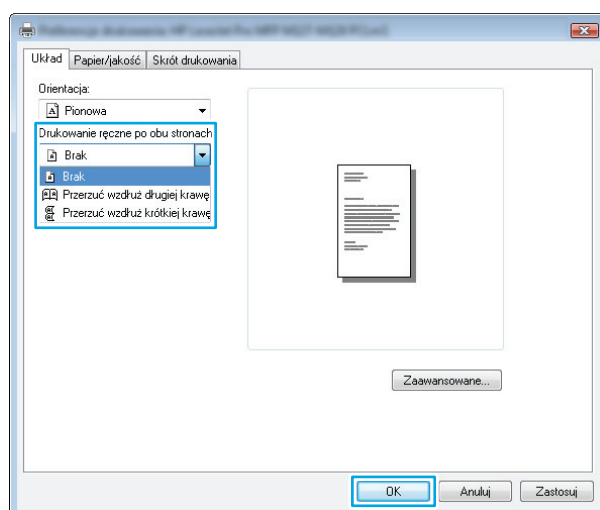 Układ Papier/jakość Skrót drukowania
Orientacja:
Pionowa
Drukowanie ręczne po obu stronach
Brak
Brak
Przerzuć wzdłuż długiej krawę
Przerzuć wzdłuż krótkiej krawę
Zaawansowane...
OK Anuluj Zastosuj